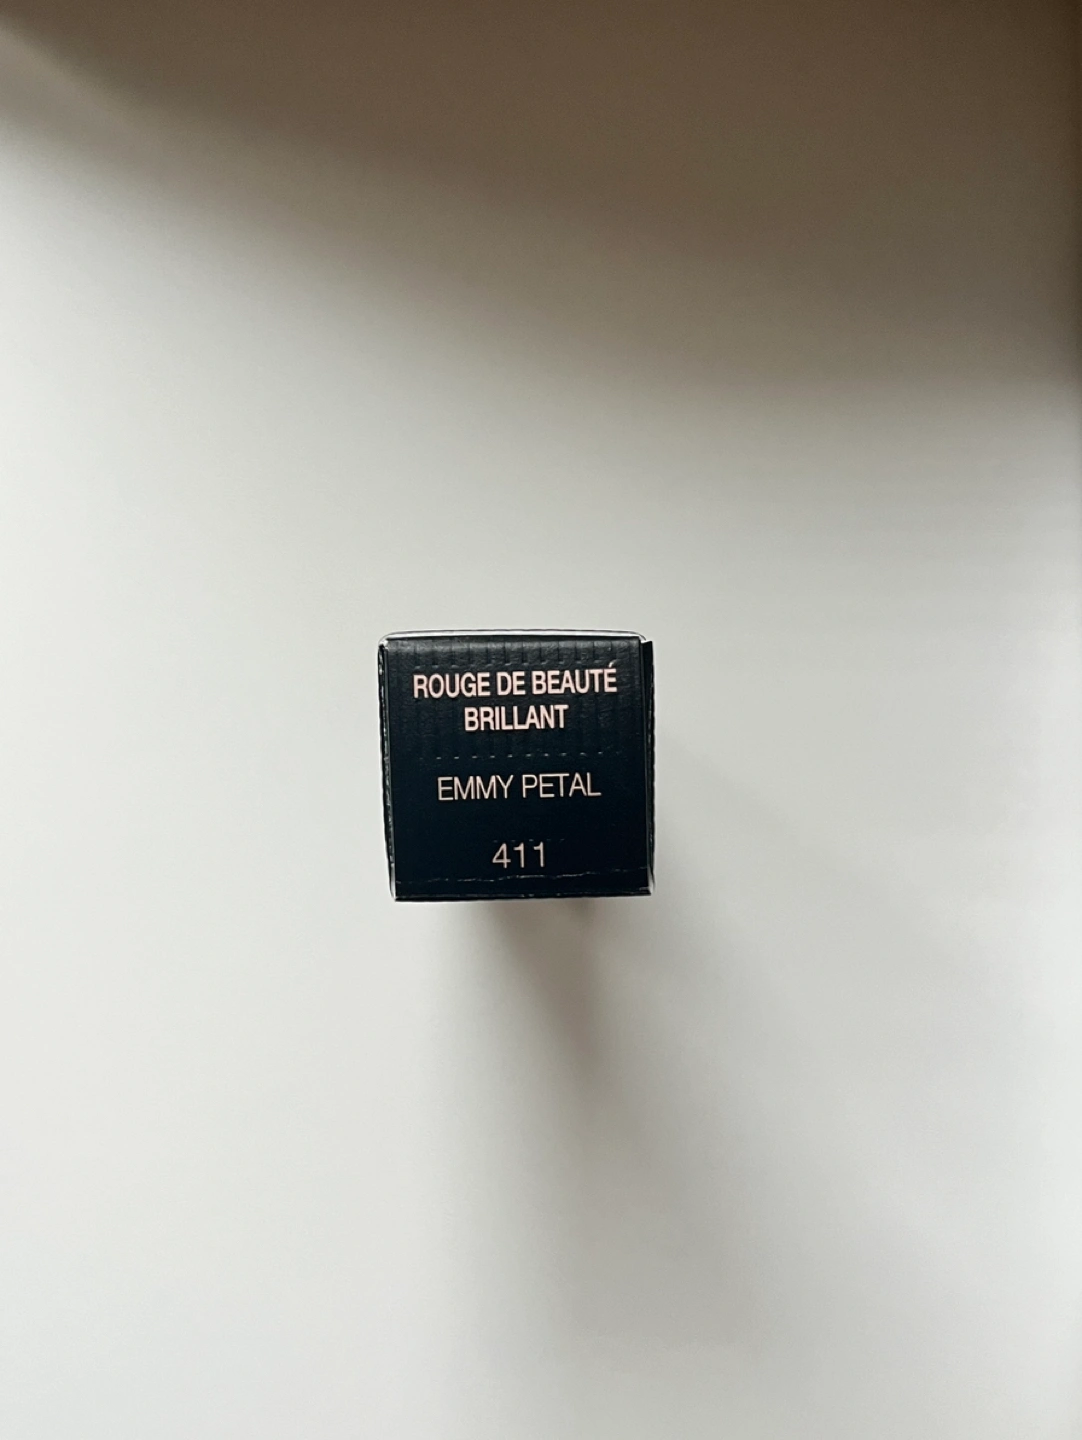 ROUGE DE BEAUTÉ
BRILLANT
EMMY PETAL
411